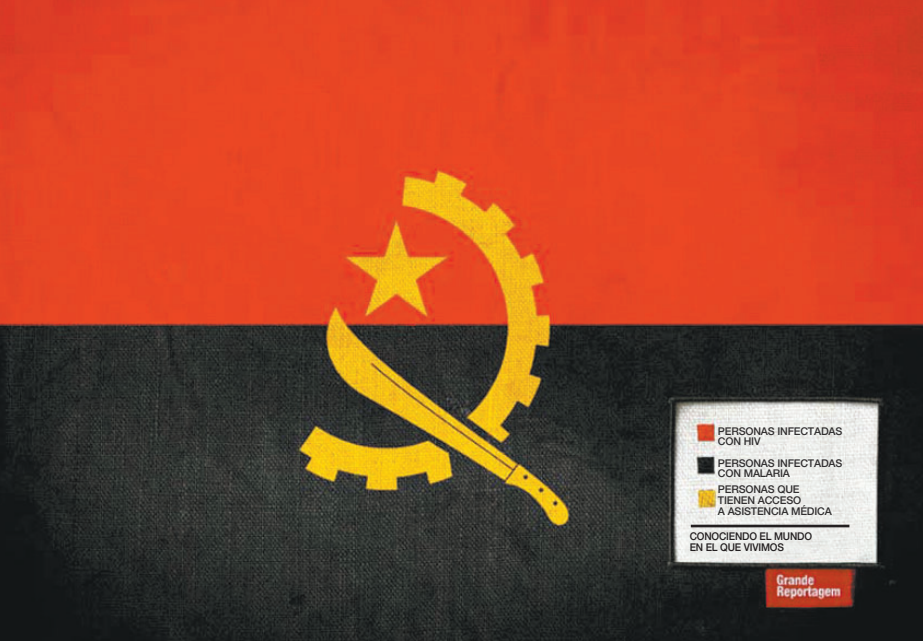 PERSONAS INFECTADAS
CON HIV
PERSONAS INFECTADAS
CON MALARIA
PERSONAS QUE
TIENEN ACCESO
A ASISTENCIA MÉDICA
CONOCIENDO EL MUNDO
EN EL QUE VIVIMOS
Grande
Reportagem